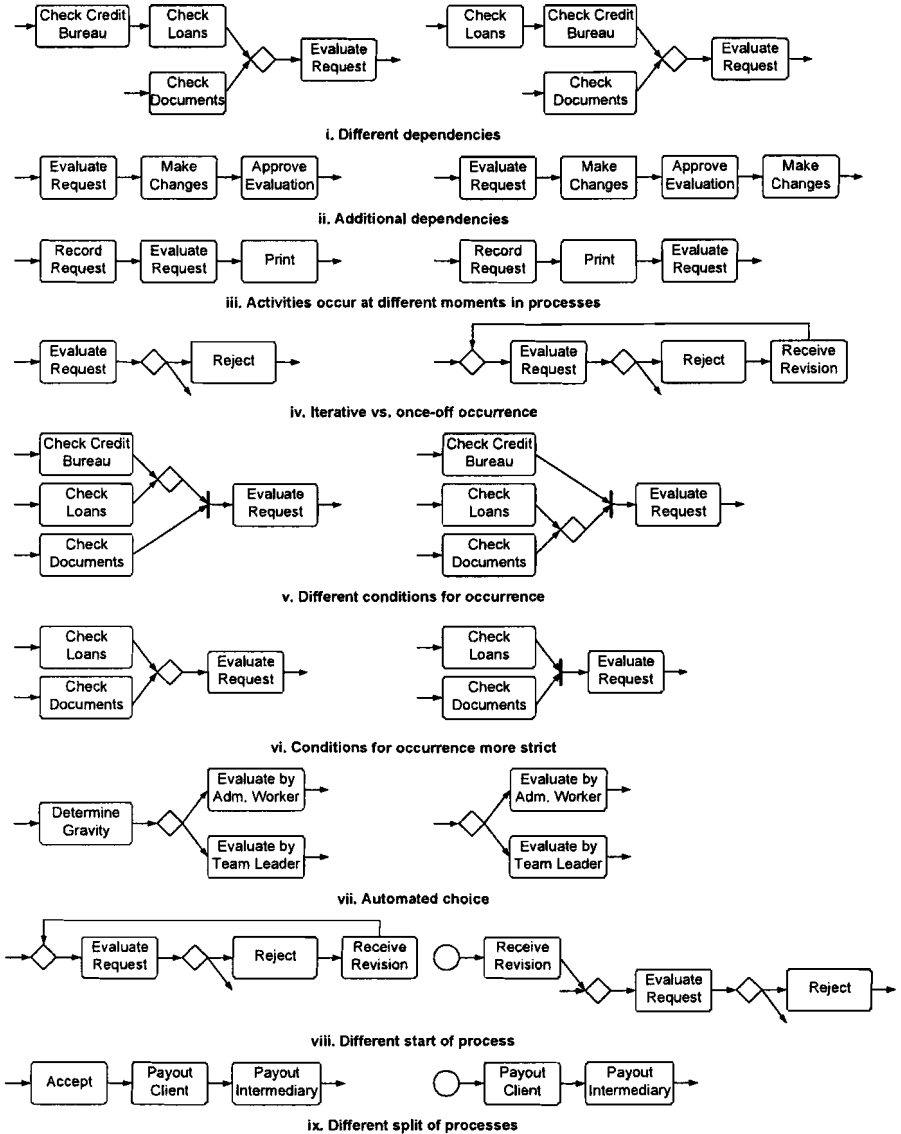 Check Credit
Bureau
Check
Loans
Evaluate
Request
Check
Documents
Check
Loans
Check Credit
Bureau
Evaluate
Request
Check
Documents
i. Different dependencies
Evaluate
Request
Make
Changes
Approve
Evaluation
Evaluate
Request
Make
Changes
Approve
Evaluation
Make
Changes
ii. Additional dependencies
Record
Request
Evaluate
Request
Print
Record
Request
Print
Evaluate
Request
iii. Activities occur at different moments in processes
Evaluate
Request
Reject
Evaluate
Request
Reject
Receive
Revision
iv. Iterative vs. once-off occurrence
Check Credit
Bureau
Check
Loans
Check
Documents
Evaluate
Request
Check Credit
Bureau
Check
Loans
Check
Documents
Evaluate
Request
v. Different conditions for occurrence
Check
Loans
Check
Documents
Evaluate
Request
Check
Loans
Check
Documents
Evaluate
Request
vi. Conditions for occurrence more strict
Determine
Gravity
Evaluate by
Adm. Worker
Evaluate by
Team Leader
Evaluate by
Adm. Worker
Evaluate by
Team Leader
vii. Automated choice
Evaluate
Request
Reject
Receive
Revision
Receive
Revision
Evaluate
Request
Reject
viii. Different start of process
Accept
Payout
Client
Payout
Intermediary
Payout
Client
Payout
Intermediary
ix. Different split of processes